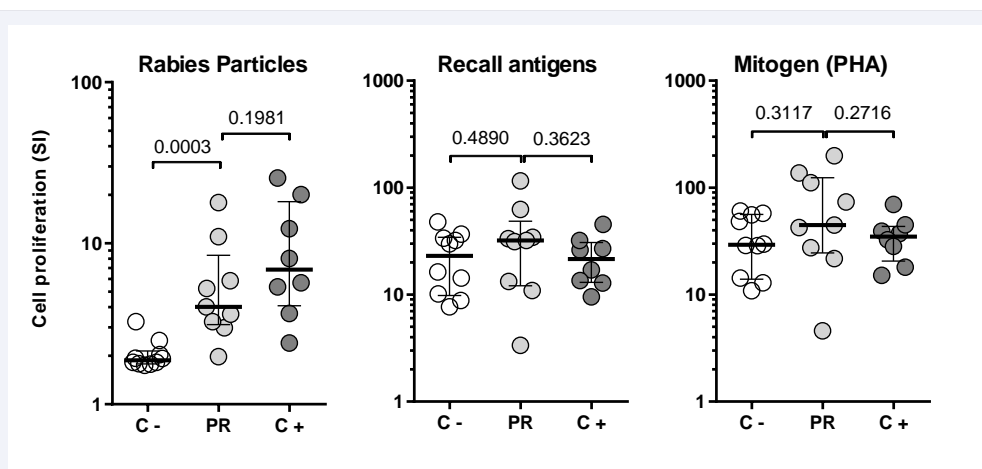 Rabies Particles
Recall antigens
Mitogen (PHA)
Cell proliferation (SI)
100
10
1
0.0003
0.1981
C -
PR
C +
1000
100
10
1
0.4890
0.3623
C -
PR
C +
1000
100
10
1
0.3117
0.2716
C -
PR
C +